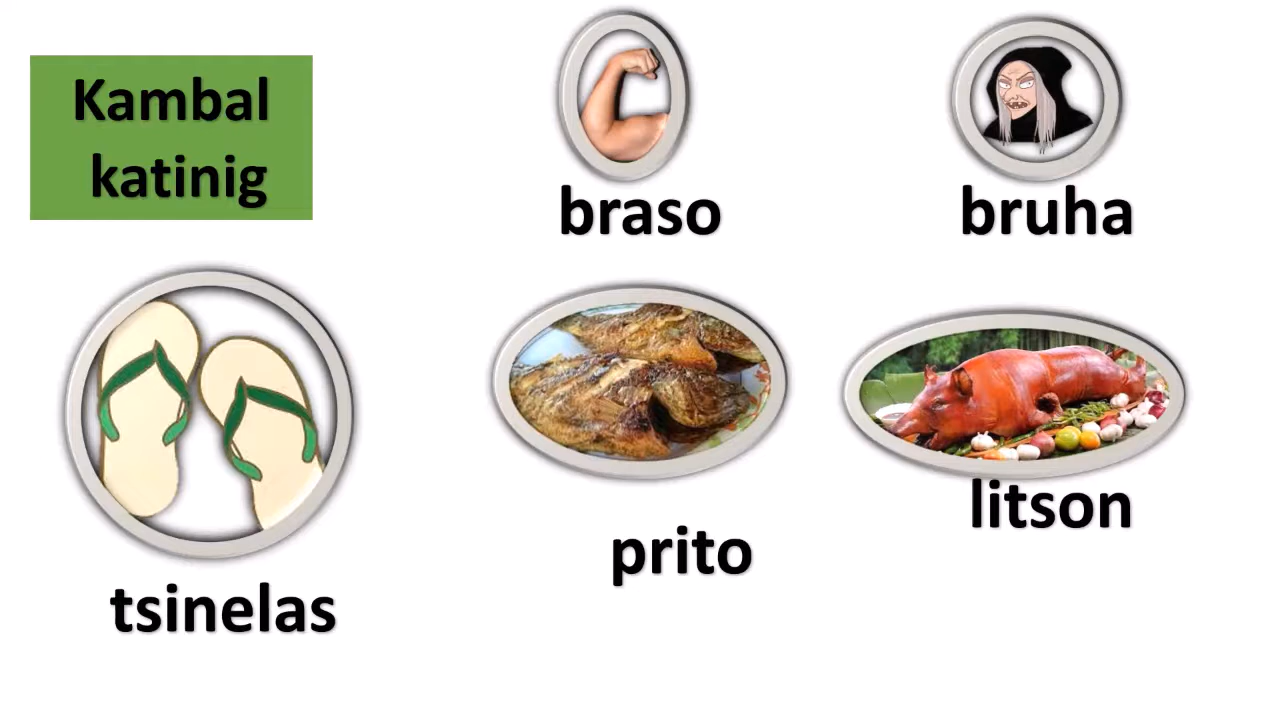 Kambal
katinig
braso
bruha
tsinelas
prito
litson